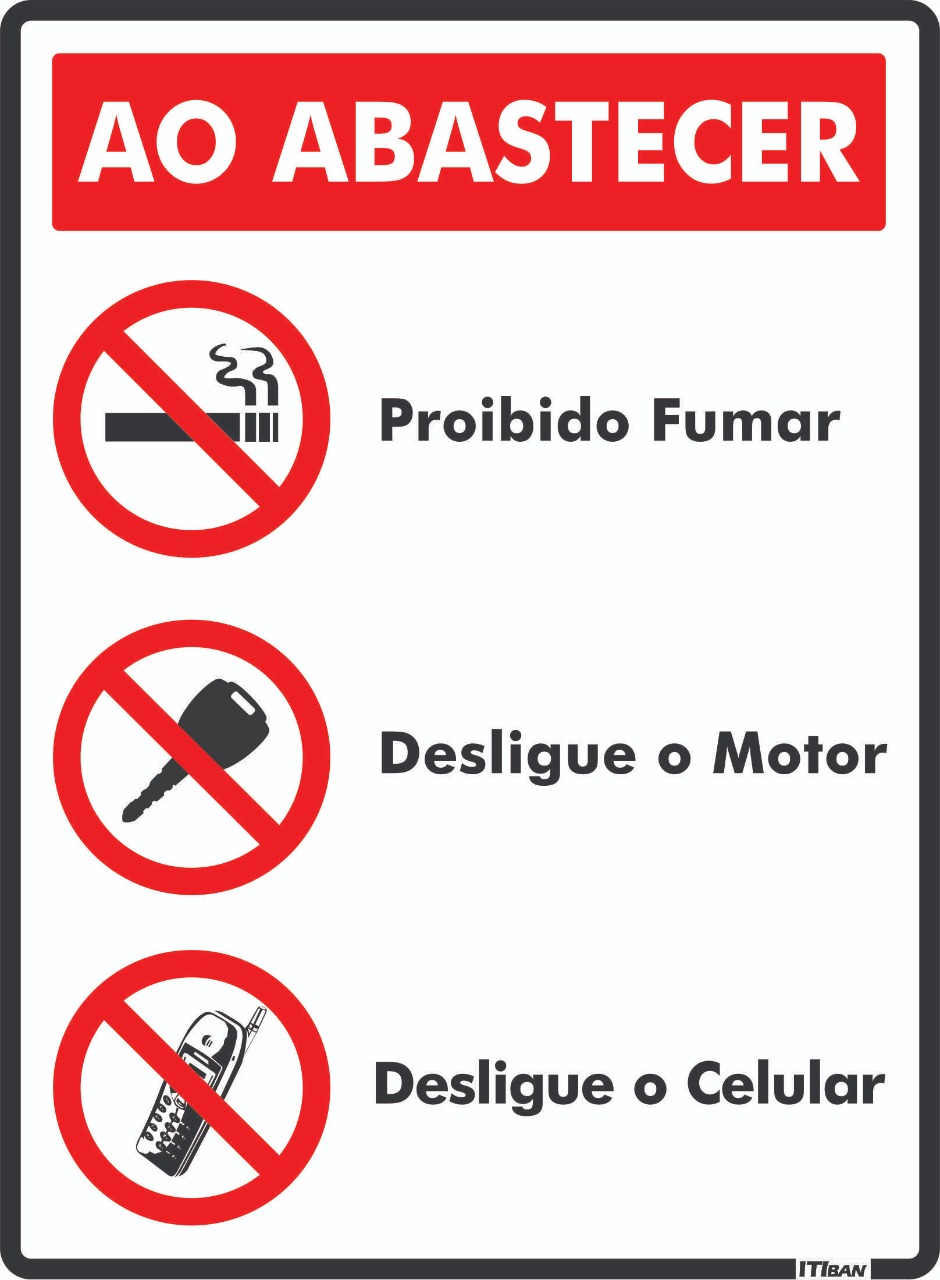 AO ABASTECER
Proibido Fumar
Desligue o Motor
Desligue o Celular
ITIBAN